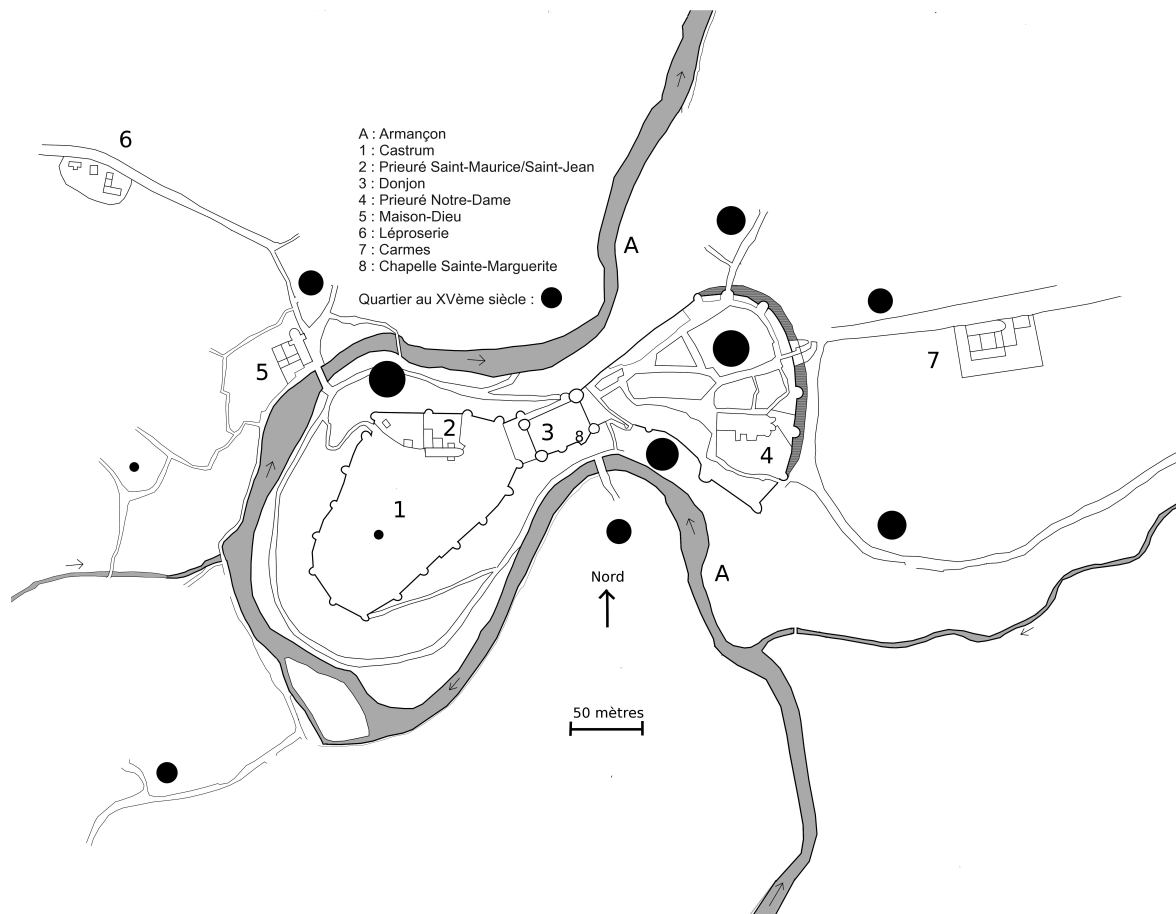 6
A : Armançon
1 : Castrum
2 : Prieuré Saint-Maurice/Saint-Jean
3 : Donjon
4 : Prieuré Notre-Dame
5 : Maison-Dieu
6 : Léproserie
7 : Carmes
8 : Chapelle Sainte-Marguerite
Quartier au XVème siècle :
A
7
5
2
3
8
4
1
A
Nord
50 mètres